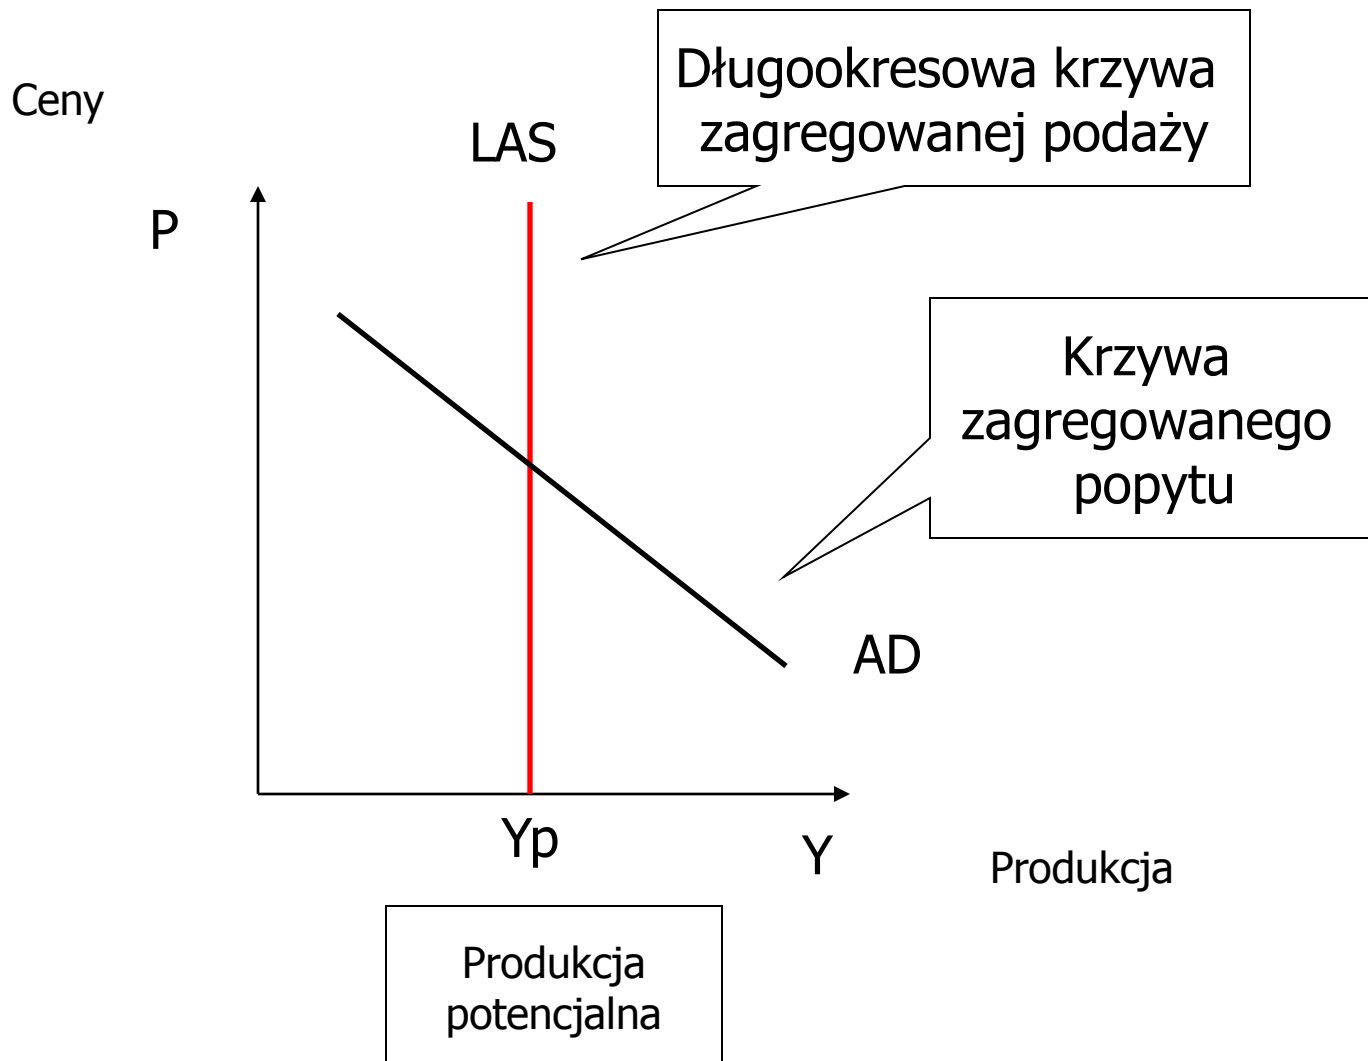 Długookresowa krzywa
zagregowanej podaży
Ceny
LAS
P
Krzywa
zagregowanego
popytu
AD
Yp
Y
Produkcja
Produkcja
potencjalna